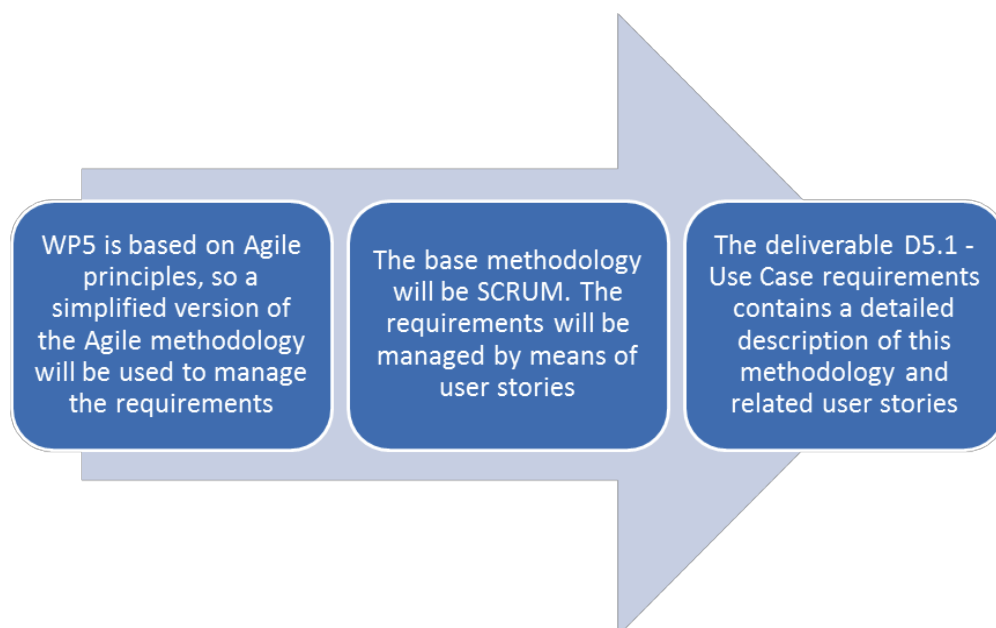 WP5 is based on Agile
principles, so a
simplified version of
the Agile methodology
will be used to manage
the requirements
The base methodology
will be SCRUM. The
requirements will be
managed by means of
user stories
The deliverable D5.1 -
Use Case requirements
contains a detailed
description of this
methodology and
related user stories